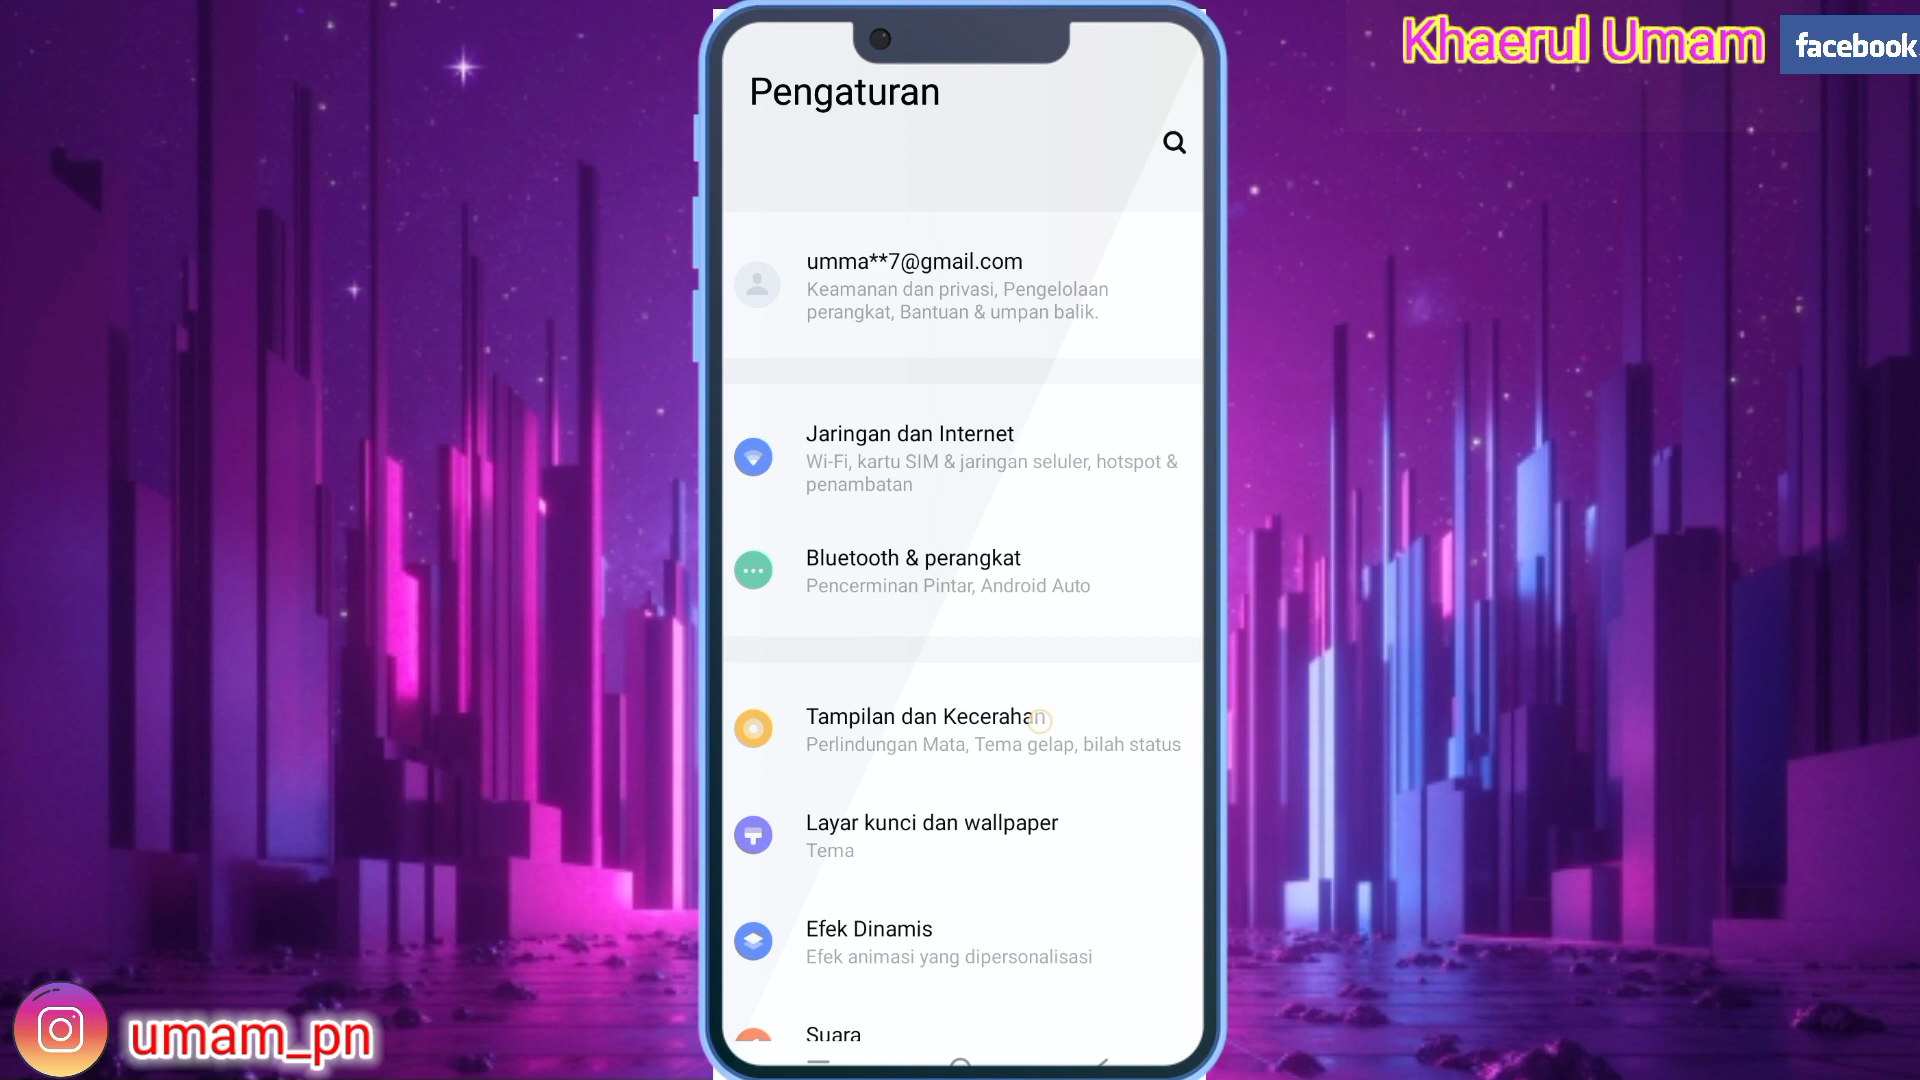 Khaerul Umam
facebook
Pengaturan
umma**7@gmail.com
Keamanan dan privasi, Pengelolaan
perangkat, Bantuan & umpan balik.
Jaringan dan Internet
Wi-Fi, kartu SIM & jaringan seluler, hotspot &
penambatan
Bluetooth & perangkat
Pencerminan Pintar, Android Auto
Tampilan dan Kecerahan
Perlindungan Mata, Tema gelap, bilah status
Layar kunci dan wallpaper
Tema
Efek Dinamis
Efek animasi yang dipersonalisasi
Suara
umam_pn